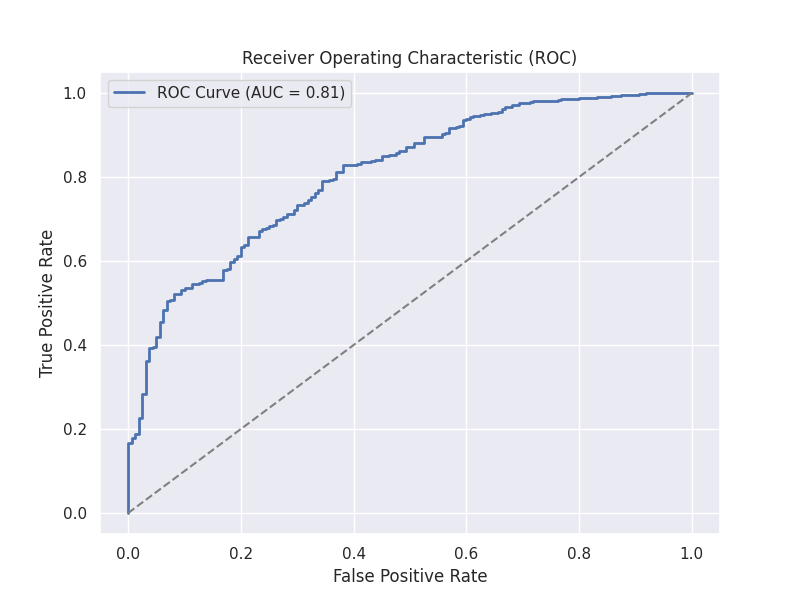 Receiver Operating Characteristic (ROC)
ROC Curve (AUC = 0.81)
True Positive Rate
1.0
0.8
0.6
0.4
0.2
0.0
0.0 0.2 0.4 0.6 0.8 1.0
False Positive Rate